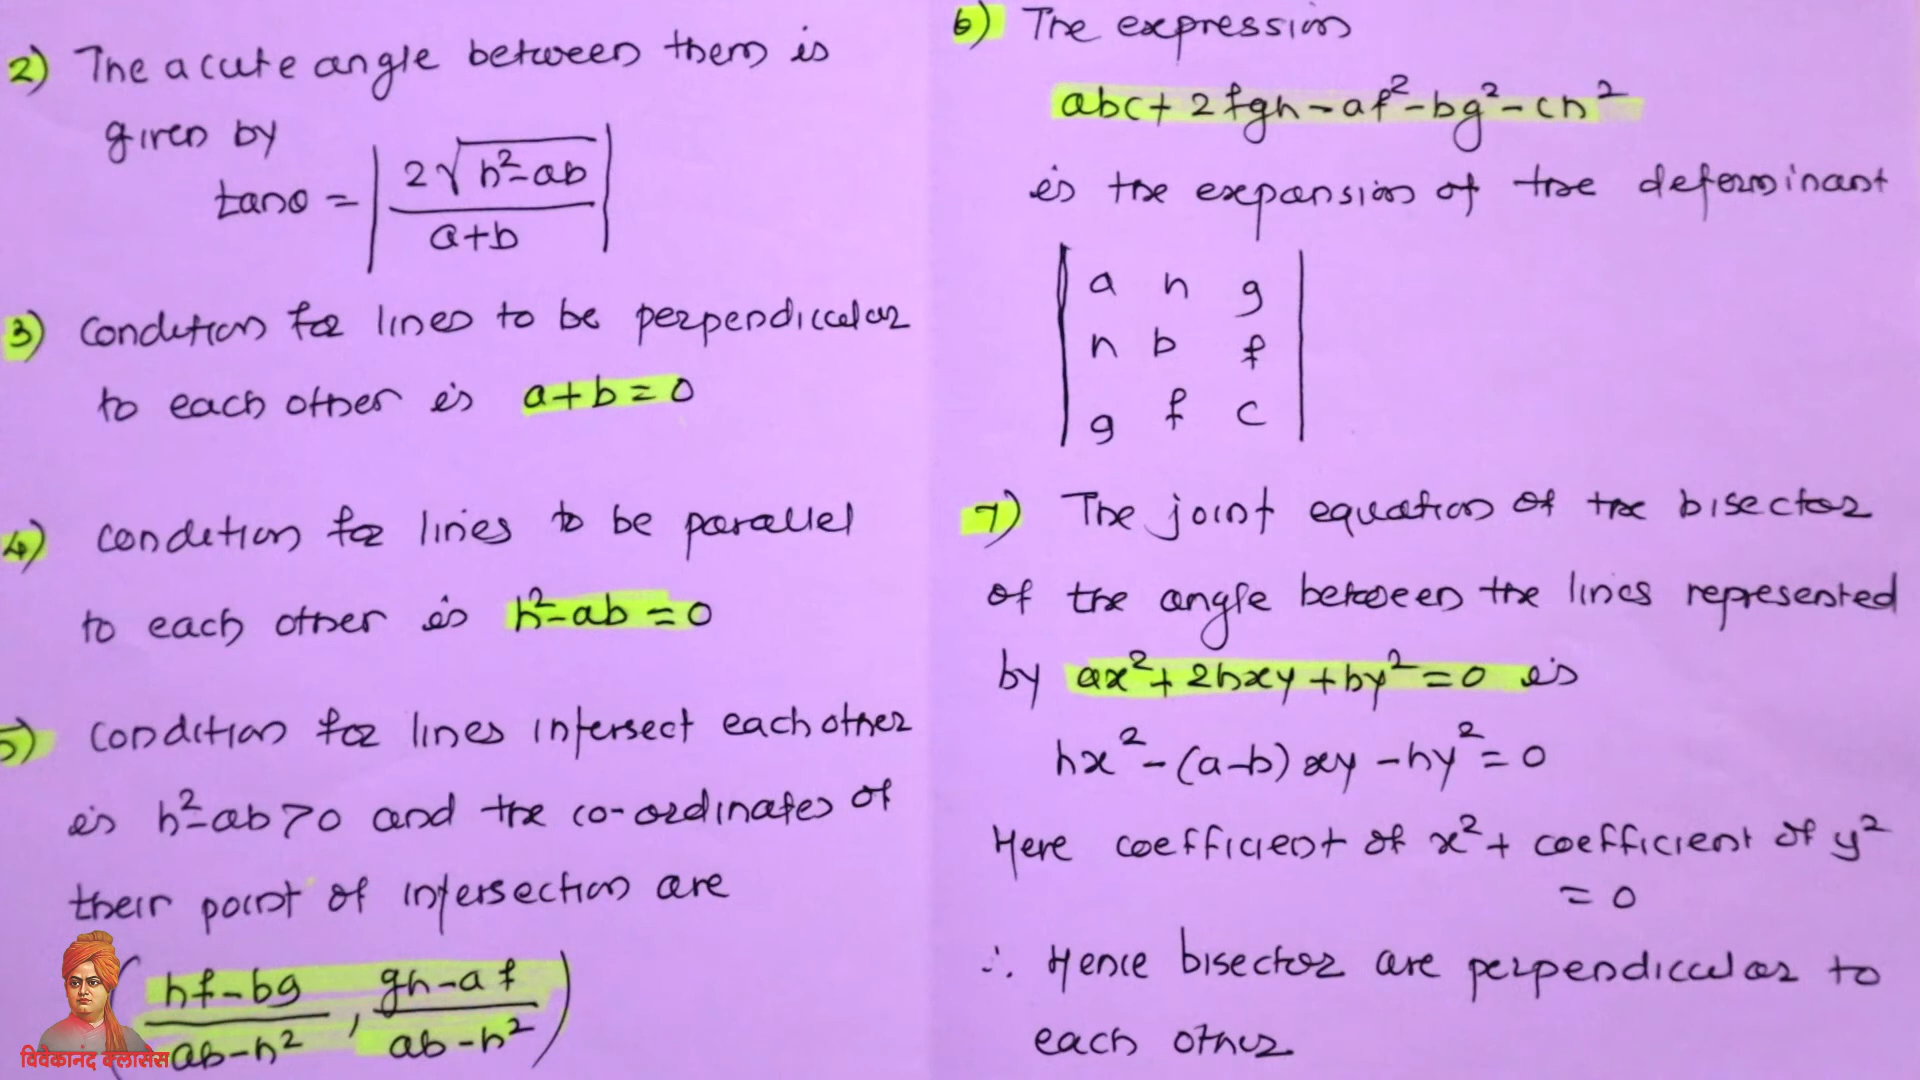 2) The acute angle between them is
given by
tanθ = | 2√h²-ab / a+b |
3) Condition for lines to be perpendicular
to each other is a+b=0
4) condition for lines to be parallel
to each other is h²-ab=0
5) condition for lines intersect each other
is h²-ab>0 and the co-ordinates of
their point of intersection are
( hf-bg / ab-h² , gh-af / ab-h² )
विवेकानंद क्लासेस
6) The expression
abc+2fgh-af²-bg²-ch²
is the expansion of the determinant
| a h g |
| h b f |
| g f c |
7) The joint equation of the bisector
of the angle between the lines represented
by ax²+2hxy+by²=0 is
hx²-(a-b)xy-hy²=0
Here coefficient of x²+ coefficient of y²
=0
∴ Hence bisector are perpendicular to
each other